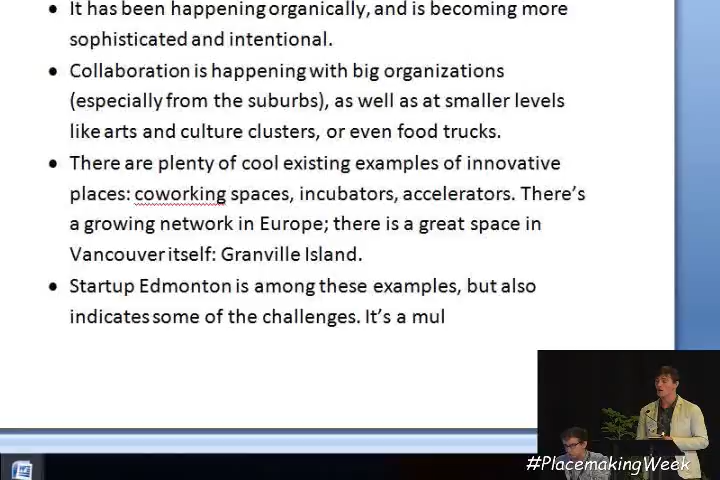 It has been happening organically, and is becoming more
sophisticated and intentional.
Collaboration is happening with big organizations
(especially from the suburbs), as well as at smaller levels
like arts and culture clusters, or even food trucks.
There are plenty of cool existing examples of innovative
places: coworking spaces, incubators, accelerators. There's
a growing network in Europe; there is a great space in
Vancouver itself: Granville Island.
Startup Edmonton is among these examples, but also
indicates some of the challenges. It's a mul
#PlacemakingWeek